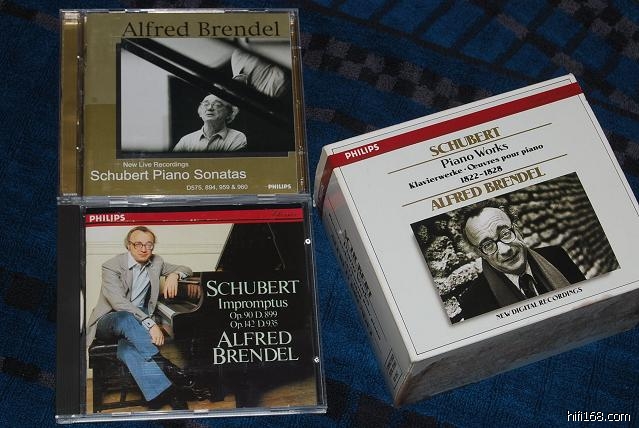 Alfred Brendel
New Live Recordings
Schubert Piano Sonatas
D575, 894, 959 & 960
PHILIPS
PHILIPS
SCHUBERT
Impromptus
Op. 90 D. 899
Op. 142 D. 935
ALFRED
BRENDEL
PHILIPS
SCHUBERT
Piano Works
Klavierwerke · Oeuvres pour piano
1822-1828
ALFRED BRENDEL
NEW DIGITAL RECORDINGS
hifi168.com